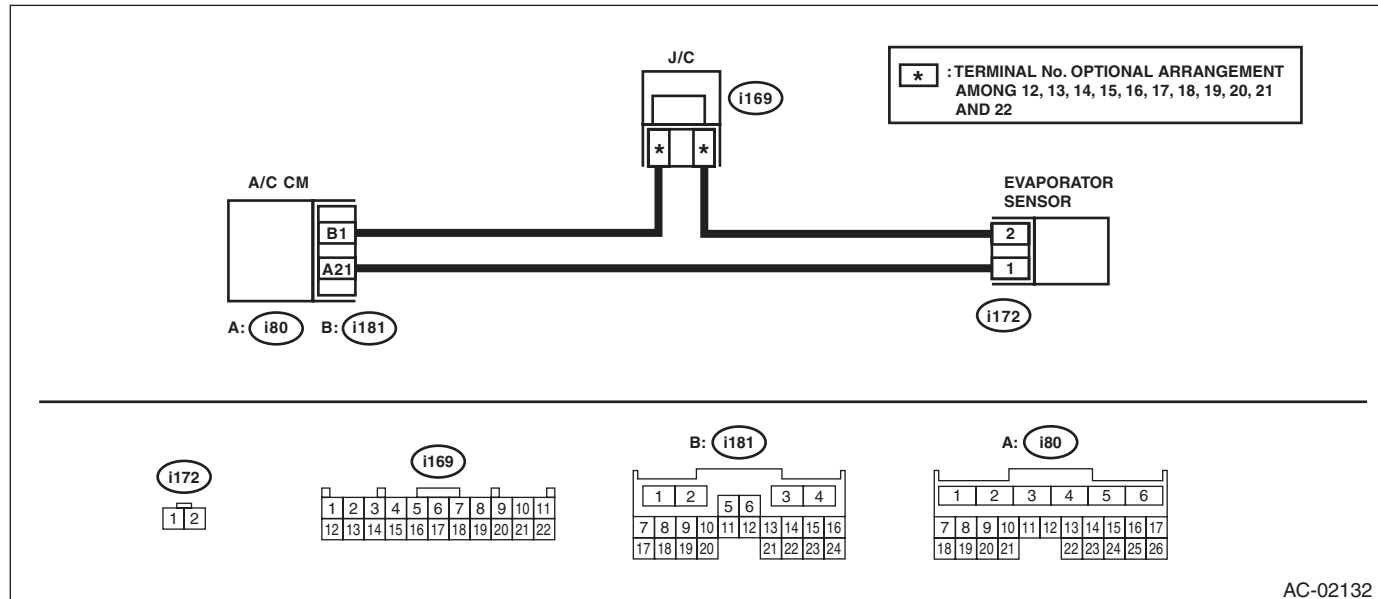 J/C
i169
* : TERMINAL No. OPTIONAL ARRANGEMENT
AMONG 12, 13, 14, 15, 16, 17, 18, 19, 20, 21
AND 22
* *
A/C CM
EVAPORATOR
SENSOR
B1
2
A21
1
A: i80 B: i181
i172
i172
1 2
i169
1 2 3 4 5 6 7 8 9 10 11
12 13 14 15 16 17 18 19 20 21 22
B: i181
1 2 3 4
5 6
7 8 9 10 11 12 13 14 15 16
17 18 19 20 21 22 23 24
A: i80
1 2 3 4 5 6
7 8 9 10 11 12 13 14 15 16 17
18 19 20 21 22 23 24 25 26
AC-02132